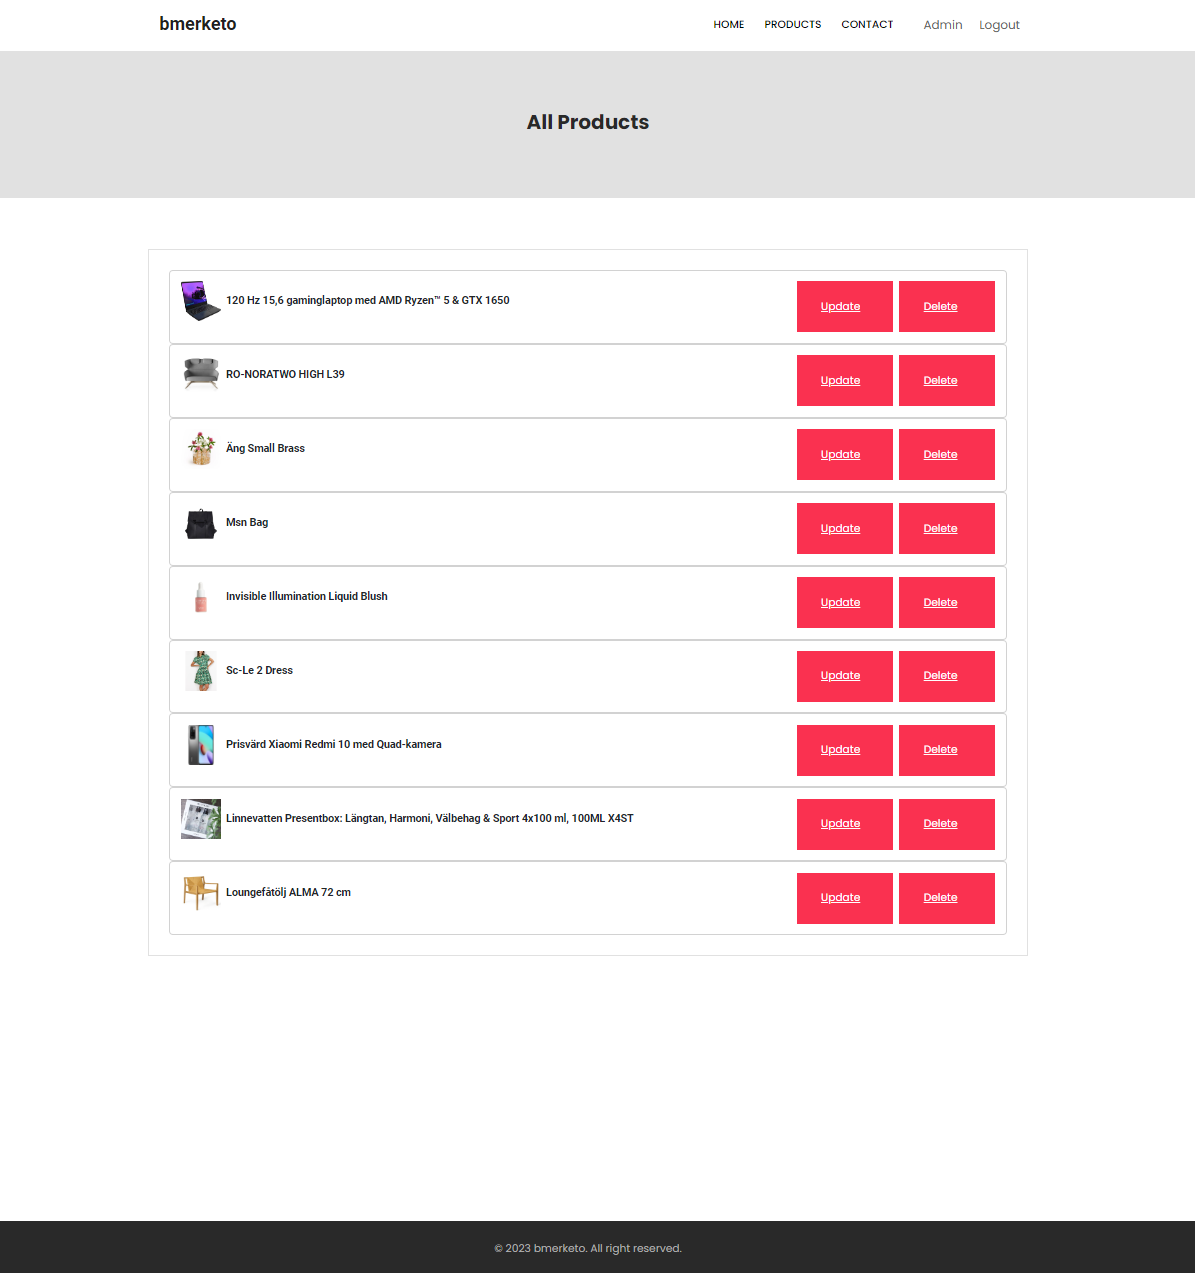 bmerketo HOME PRODUCTS CONTACT Admin Logout
All Products
120 Hz 15,6 gaminglaptop med AMD Ryzen™ 5 & GTX 1650 Update Delete
RO-NORATWO HIGH L39 Update Delete
Äng Small Brass Update Delete
Msn Bag Update Delete
Invisible Illumination Liquid Blush Update Delete
Sc-Le 2 Dress Update Delete
Prisvärd Xiaomi Redmi 10 med Quad-kamera Update Delete
Linnevatten Presentbox: Längtan, Harmoni, Välbehag & Sport 4x100 ml, 100ML X4ST Update Delete
Loungefåtölj ALMA 72 cm Update Delete
© 2023 bmerketo. All right reserved.